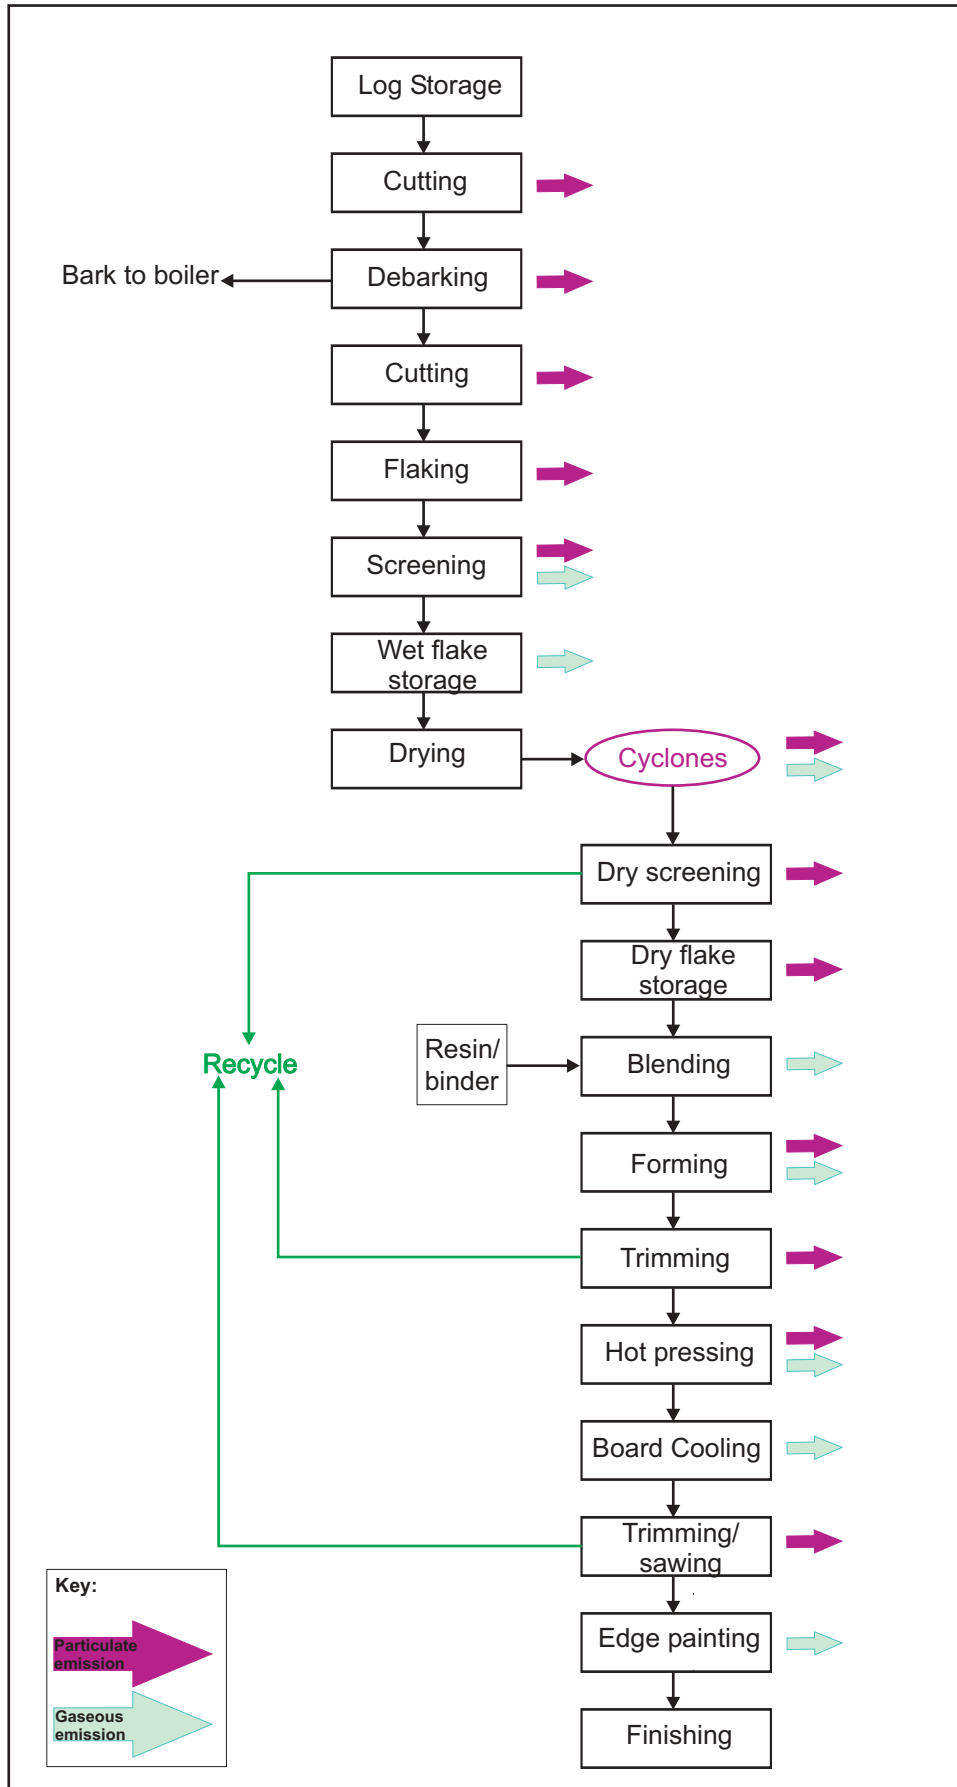 Log Storage
Cutting
Bark to boiler
Debarking
Cutting
Flaking
Screening
Wet flake
storage
Drying
Cyclones
Dry screening
Dry flake
storage
Recycle
Resin/
binder
Blending
Forming
Trimming
Hot pressing
Board Cooling
Trimming/
sawing
Edge painting
Finishing
Key:
Particulate
emission
Gaseous
emission